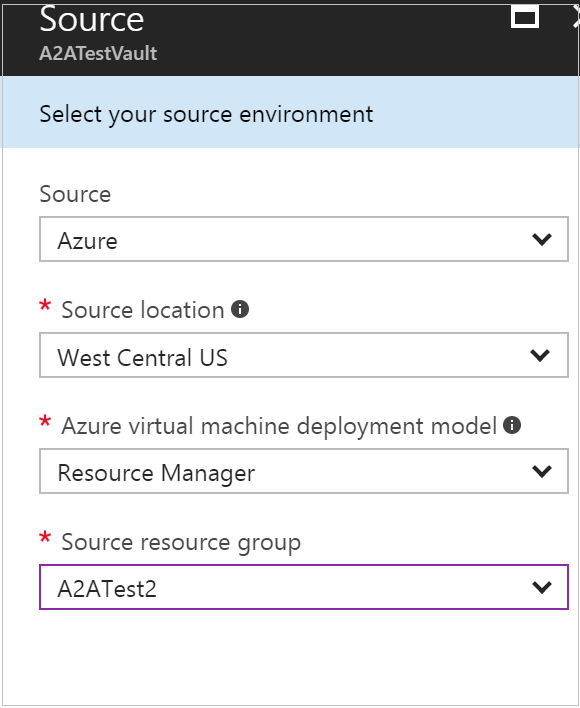 Source
A2ATestVault
Select your source environment
Source
Azure
* Source location
West Central US
* Azure virtual machine deployment model
Resource Manager
* Source resource group
A2ATest2